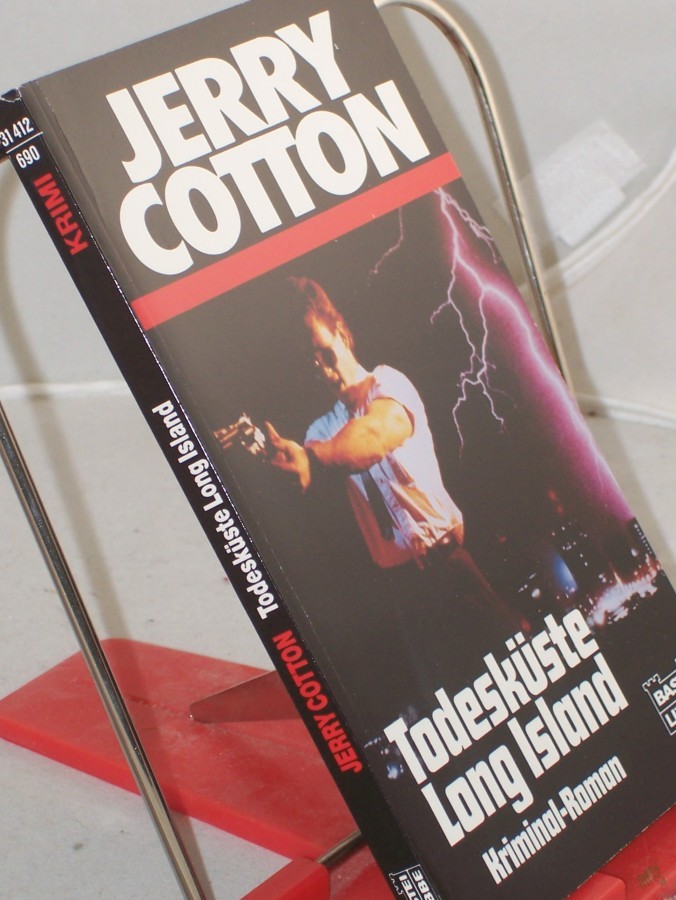 JERRY
COTTON
Todesküste
Long Island
Kriminal-Roman
31 412
690
KRIMI
Todesküste Long Island
JERRY COTTON